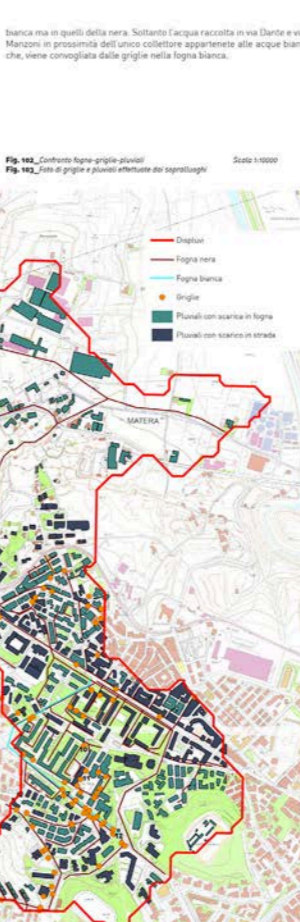 bianca ma in quelli della nera. Soltanto l'acqua raccolta in via Dante e vi
Manzoni in prossimità dell'unico collettore appartenete alle acque bian
che, viene convogliata dalle griglie nella fogna bianca.
Fig. 102_Confronto fogne-griglie-pluviali Scala 1:10000
Fig. 103_Foto di griglie e pluviali effettuate dai sopralluoghi
Displuvi
Fogna nera
Fogna bianca
Griglie
Pluviali con scarico in fogna
Pluviali con scarico in strada
MATERA